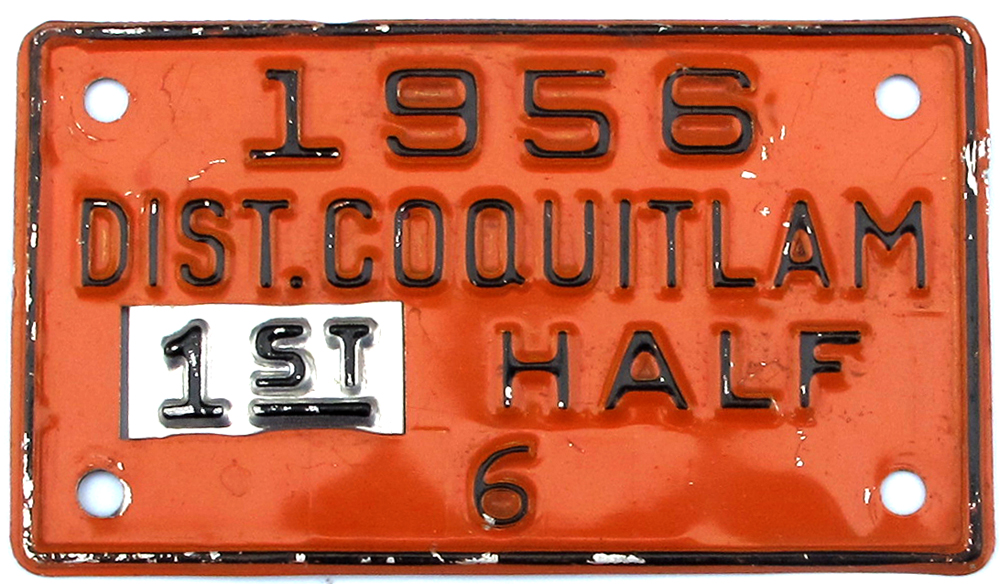 1956
DIST. COQUITLAM
1ST HALF
6